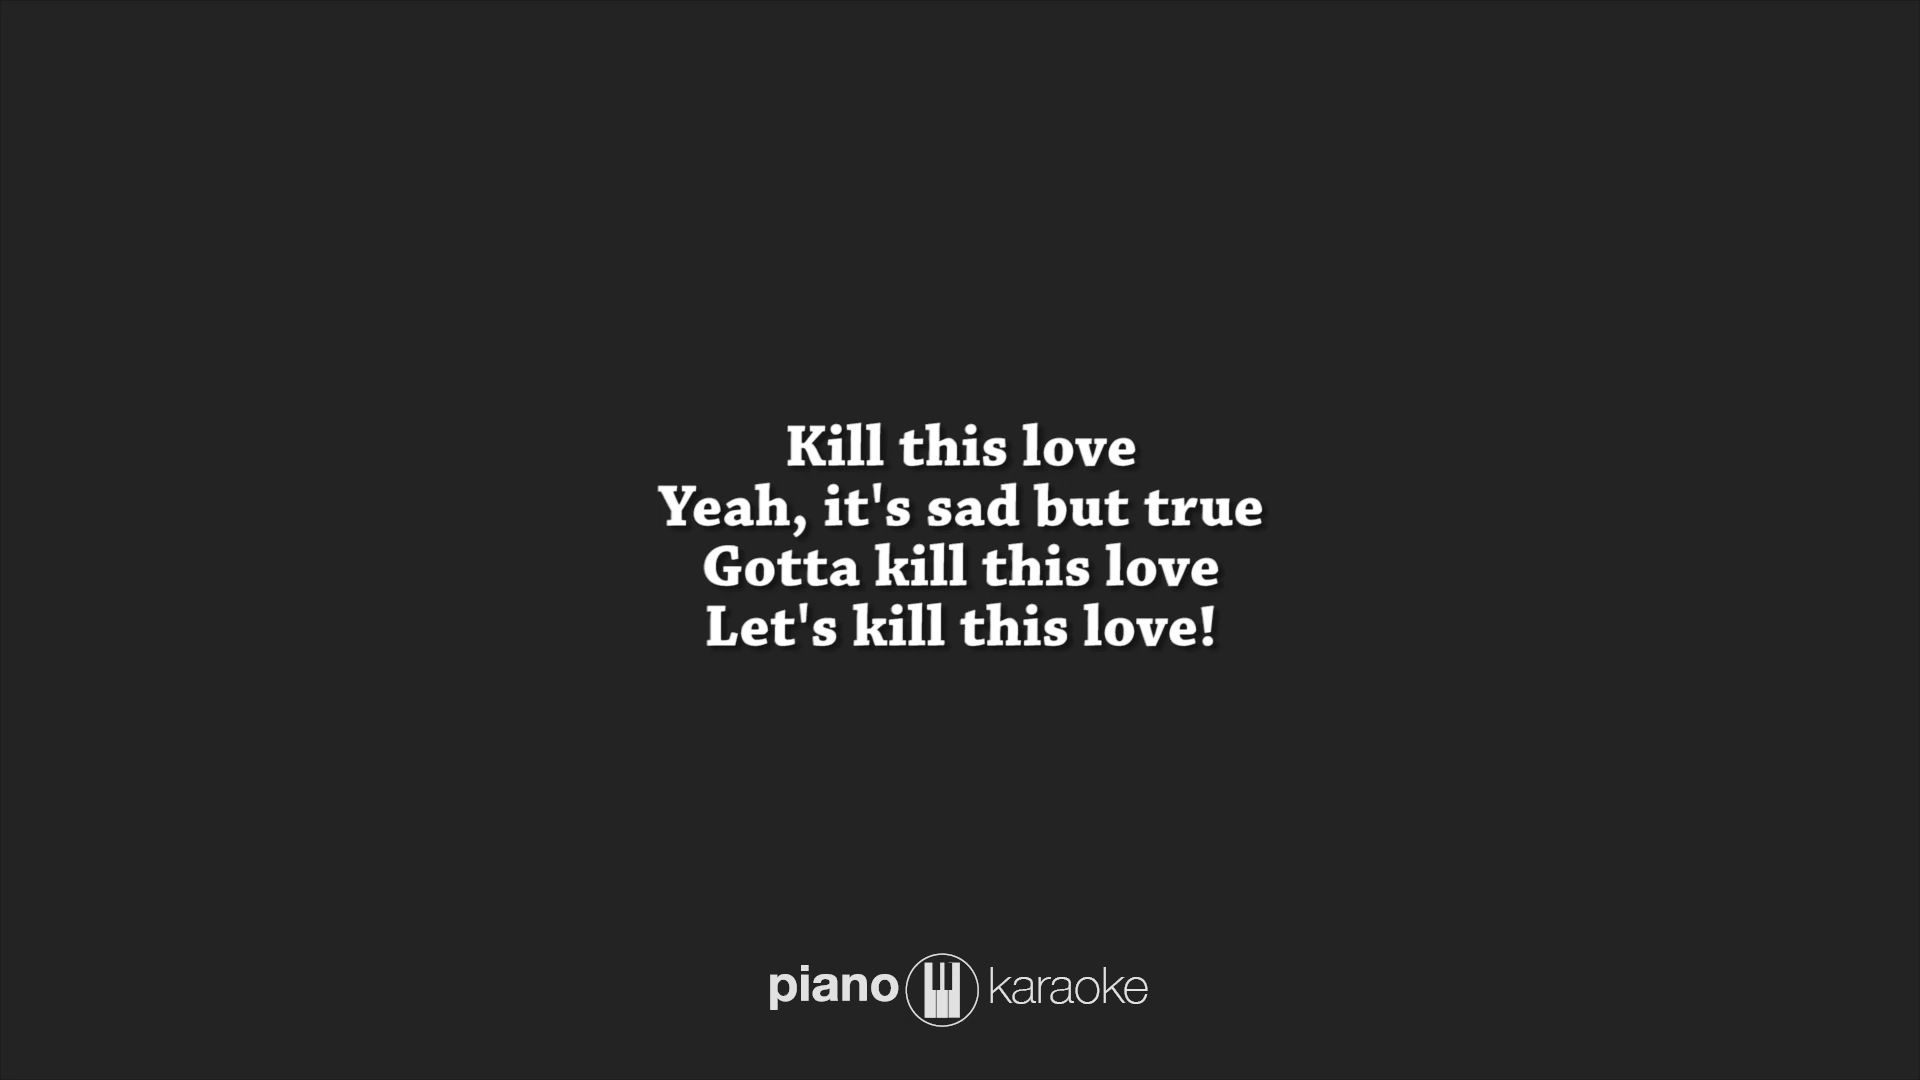 Kill this love
Yeah, it's sad but true
Gotta kill this love
Let's kill this love!
piano karaoke